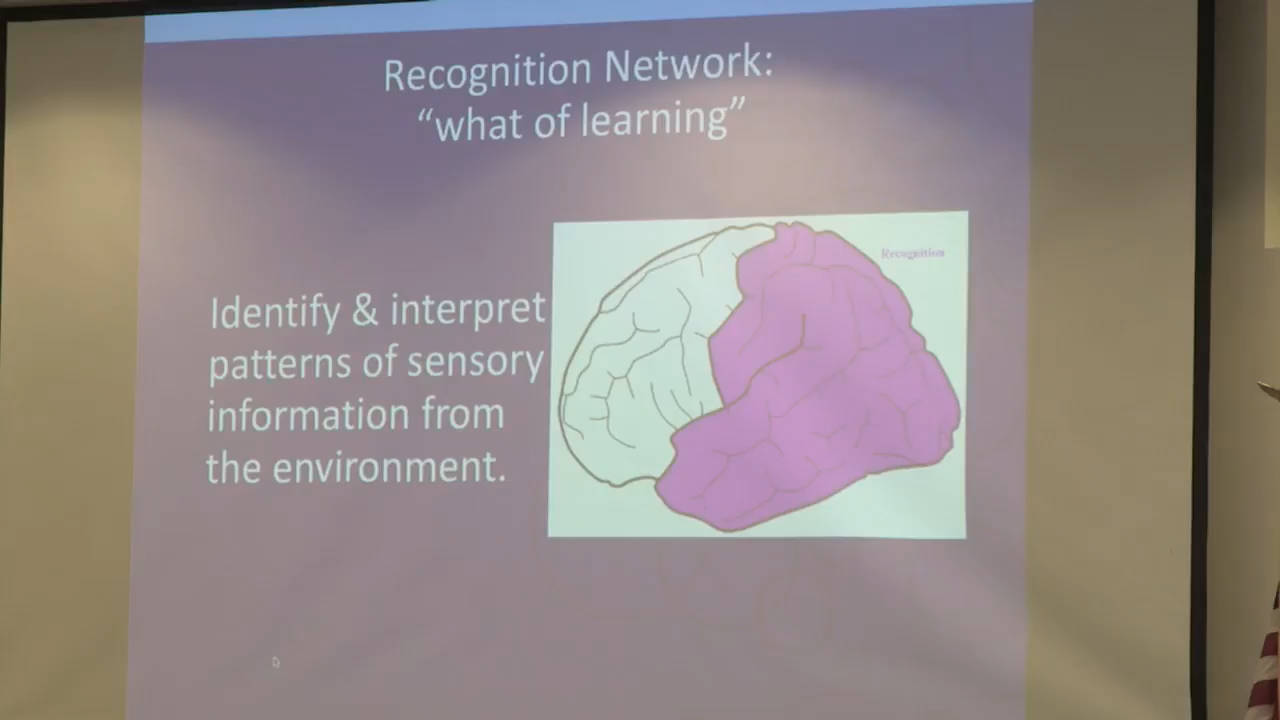 Recognition Network:
“what of learning”
Recognition
Identify & interpret
patterns of sensory
information from
the environment.